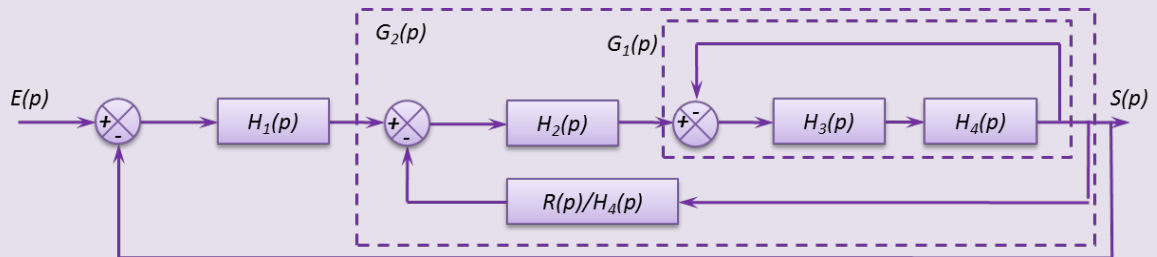 G₂(p)
G₁(p)
E(p) + - H₁(p) + - H₂(p) + - H₃(p) H₄(p) S(p)
R(p)/H₄(p)